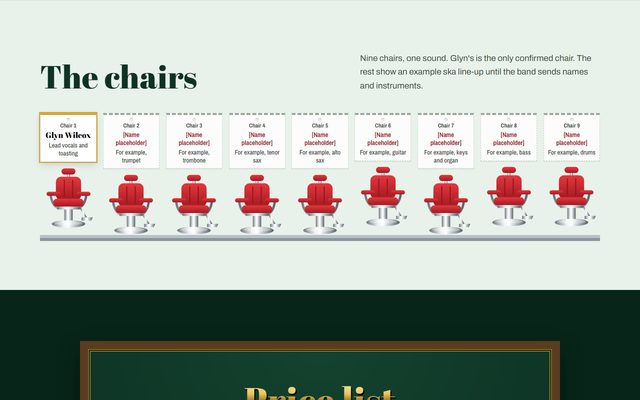 The chairs
Nine chairs, one sound. Glyn's is the only confirmed chair. The
rest show an example ska line-up until the band sends names
and instruments.
Chair 1
Glyn Wilcox
Lead vocals and
toasting
Chair 2
[Name
placeholder]
For example,
trumpet
Chair 3
[Name
placeholder]
For example,
trombone
Chair 4
[Name
placeholder]
For example, tenor
sax
Chair 5
[Name
placeholder]
For example, alto
sax
Chair 6
[Name
placeholder]
For example, guitar
Chair 7
[Name
placeholder]
For example, keys
and organ
Chair 8
[Name
placeholder]
For example, bass
Chair 9
[Name
placeholder]
For example, drums
Price list